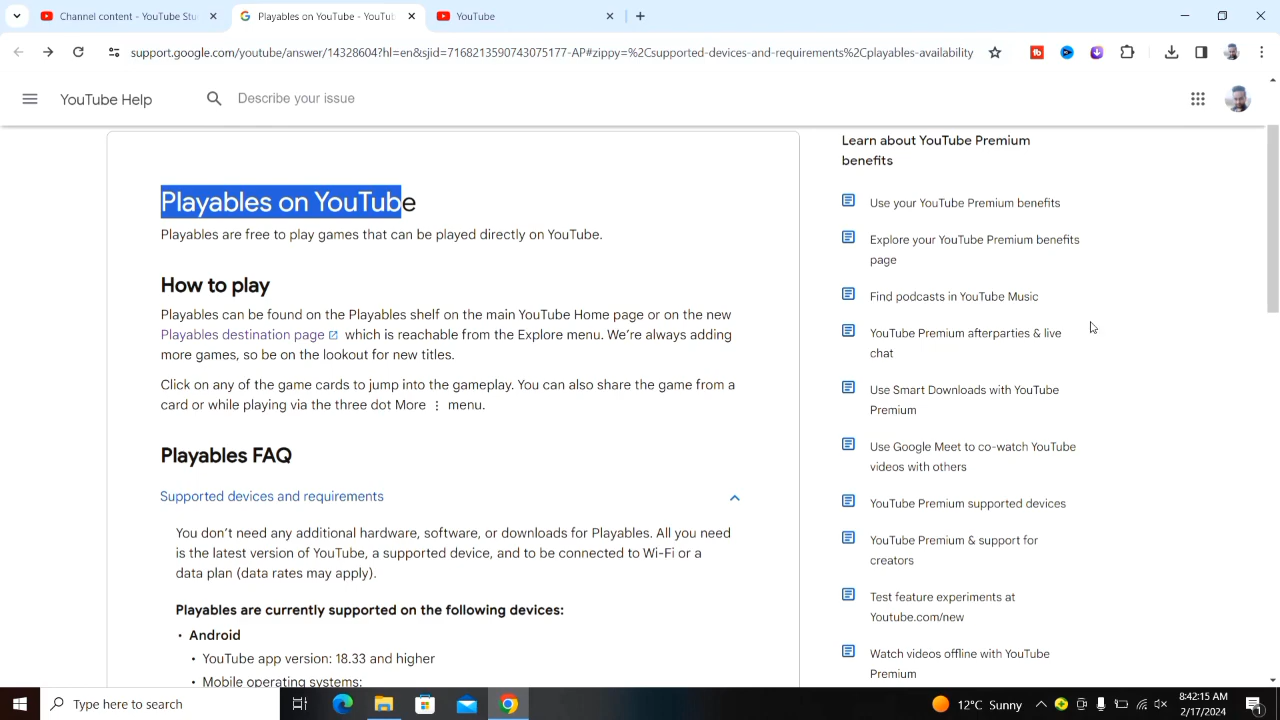 Channel content - YouTube Stu
Playables on YouTube - YouTub
YouTube
support.google.com/youtube/answer/14328604?hl=en&sjid=7168213590743075177-AP#zippy=%2Csupported-devices-and-requirements%2Cplayables-availability
YouTube Help
Describe your issue
Playables on YouTube
Playables are free to play games that can be played directly on YouTube.
How to play
Playables can be found on the Playables shelf on the main YouTube Home page or on the new
Playables destination page which is reachable from the Explore menu. We're always adding
more games, so be on the lookout for new titles.
Click on any of the game cards to jump into the gameplay. You can also share the game from a
card or while playing via the three dot More ⋮ menu.
Playables FAQ
Supported devices and requirements
You don't need any additional hardware, software, or downloads for Playables. All you need
is the latest version of YouTube, a supported device, and to be connected to Wi-Fi or a
data plan (data rates may apply).
Playables are currently supported on the following devices:
• Android
• YouTube app version: 18.33 and higher
• Mobile operating systems:
Learn about YouTube Premium
benefits
Use your YouTube Premium benefits
Explore your YouTube Premium benefits
page
Find podcasts in YouTube Music
YouTube Premium afterparties & live
chat
Use Smart Downloads with YouTube
Premium
Use Google Meet to co-watch YouTube
videos with others
YouTube Premium supported devices
YouTube Premium & support for
creators
Test feature experiments at
Youtube.com/new
Watch videos offline with YouTube
Premium
Type here to search
12°C Sunny
8:42:15 AM
2/17/2024
1